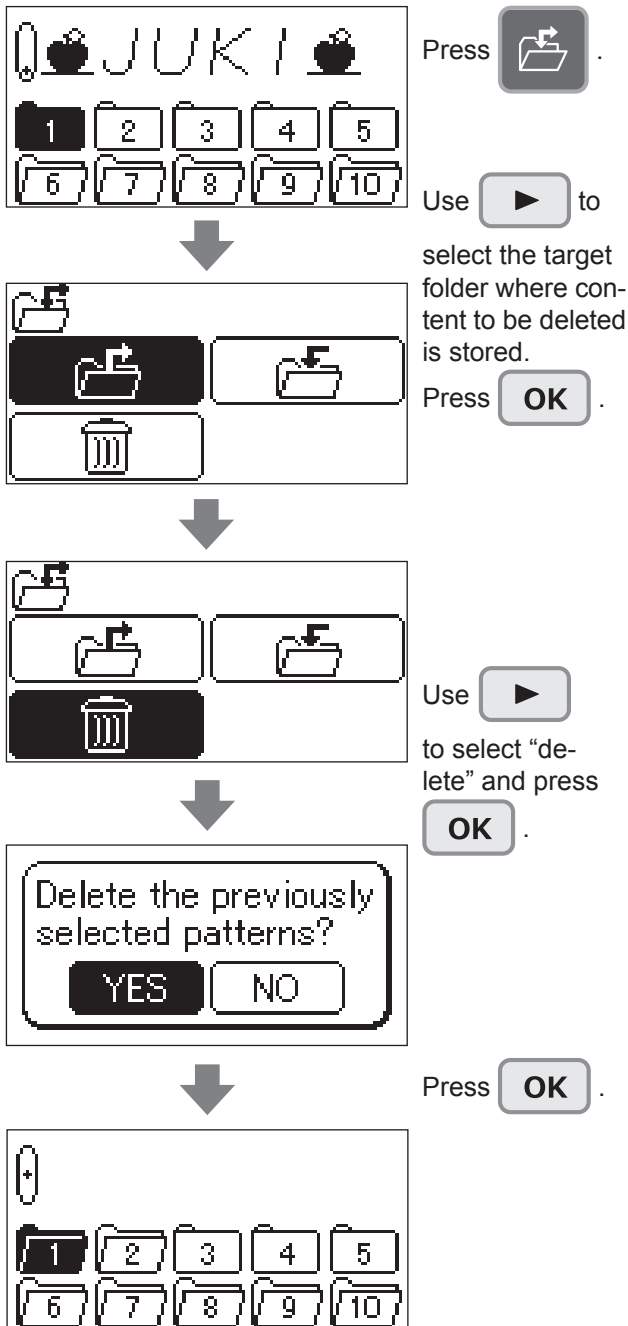 JUKI
1 2 3 4 5
6 7 8 9 10
Press .
Use to
select the target
folder where con-
tent to be deleted
is stored.
Press OK .
Use
to select “de-
lete” and press
OK .
Delete the previously
selected patterns?
YES NO
Press OK .
1 2 3 4 5
6 7 8 9 10